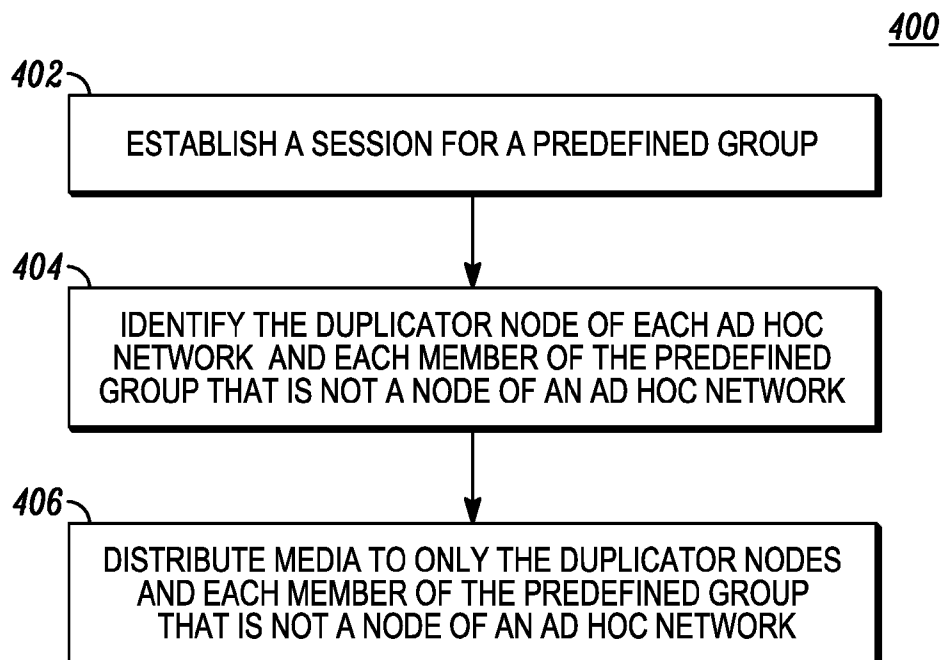 400
402
ESTABLISH A SESSION FOR A PREDEFINED GROUP
404
IDENTIFY THE DUPLICATOR NODE OF EACH AD HOC
NETWORK AND EACH MEMBER OF THE PREDEFINED
GROUP THAT IS NOT A NODE OF AN AD HOC NETWORK
406
DISTRIBUTE MEDIA TO ONLY THE DUPLICATOR NODES
AND EACH MEMBER OF THE PREDEFINED GROUP
THAT IS NOT A NODE OF AN AD HOC NETWORK